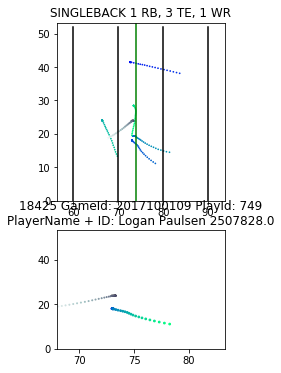 SINGLEBACK 1 RB, 3 TE, 1 WR
50
40
30
20
10
0
60 70 80 90
18425 GameId: 2017100109 PlayId: 749
PlayerName + ID: Logan Paulsen 2507828.0
40
20
0
70 75 80